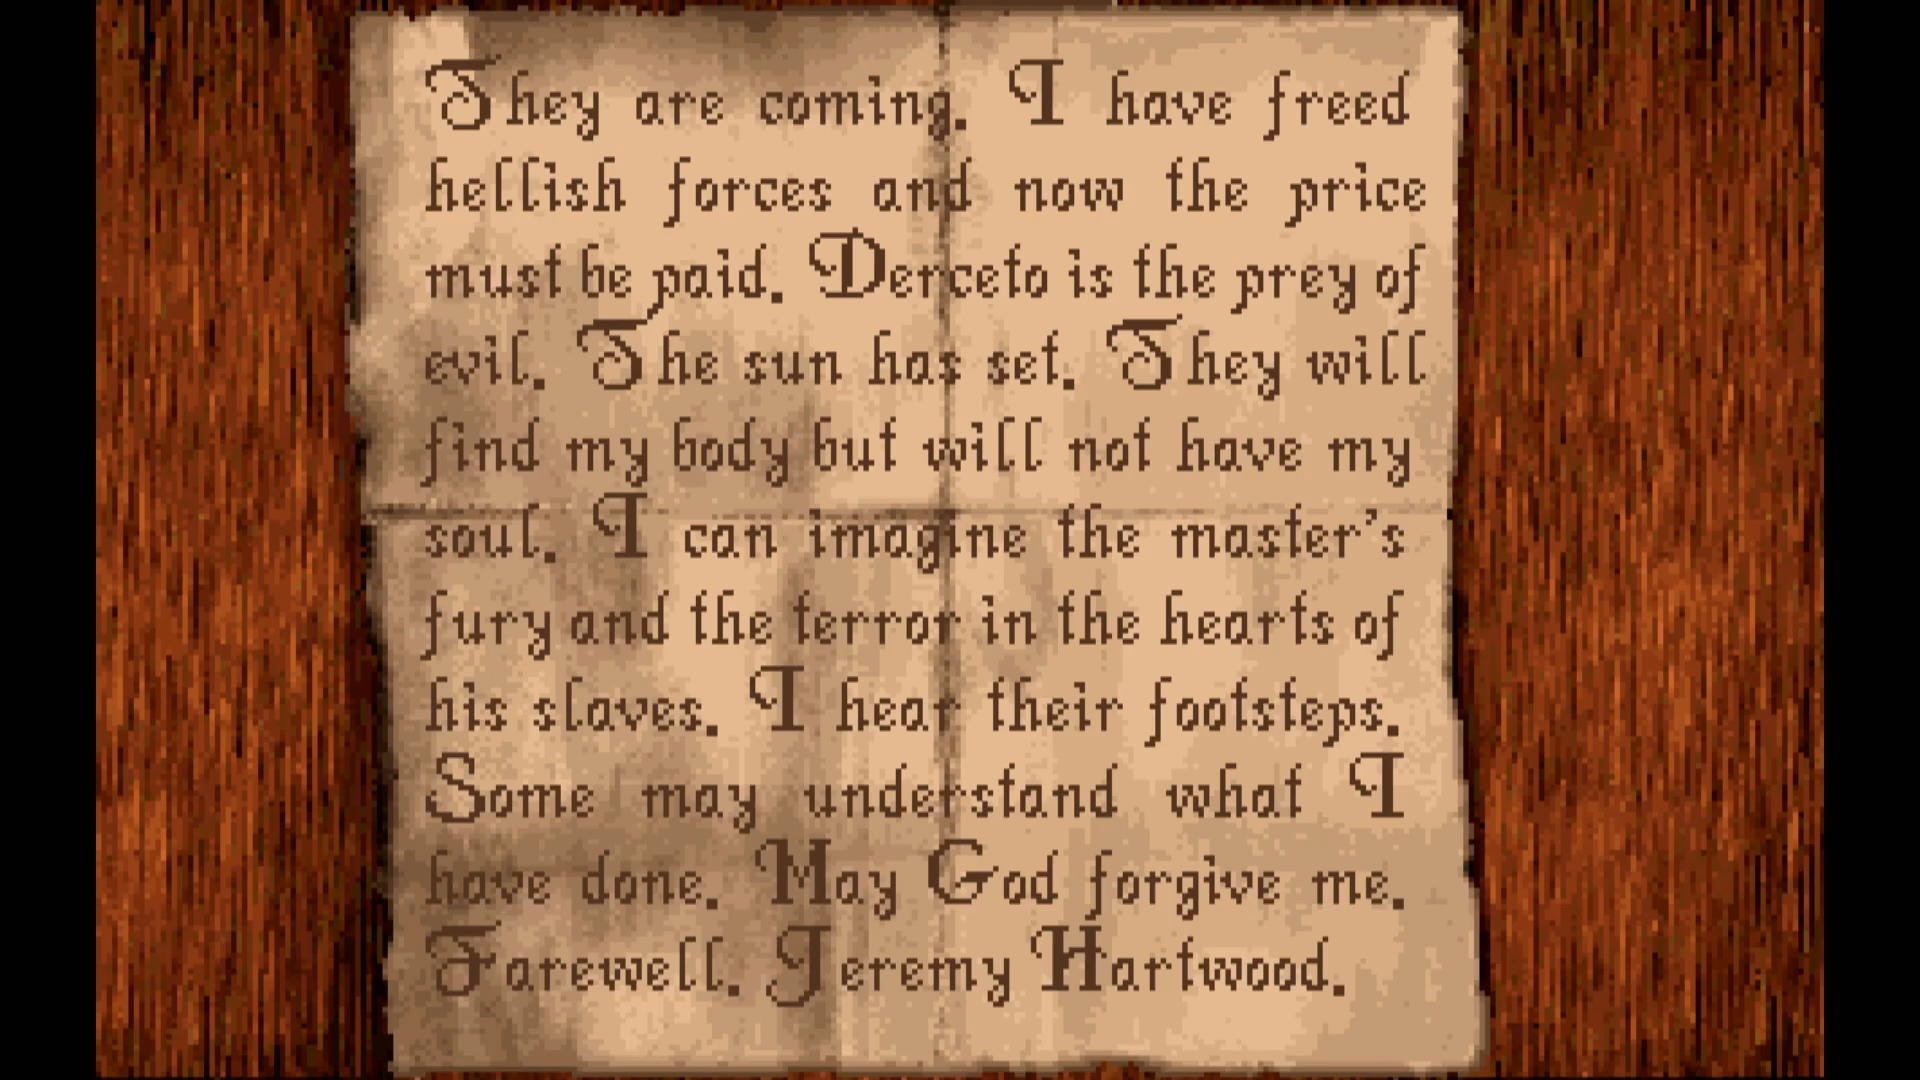 They are coming. I have freed
hellish forces and now the price
must be paid. Derceto is the prey of
evil. The sun has set. They will
find my body but will not have my
soul. I can imagine the master's
fury and the terror in the hearts of
his slaves. I hear their footsteps.
Some may understand what I
have done. May God forgive me.
Farewell. Jeremy Hartwood.